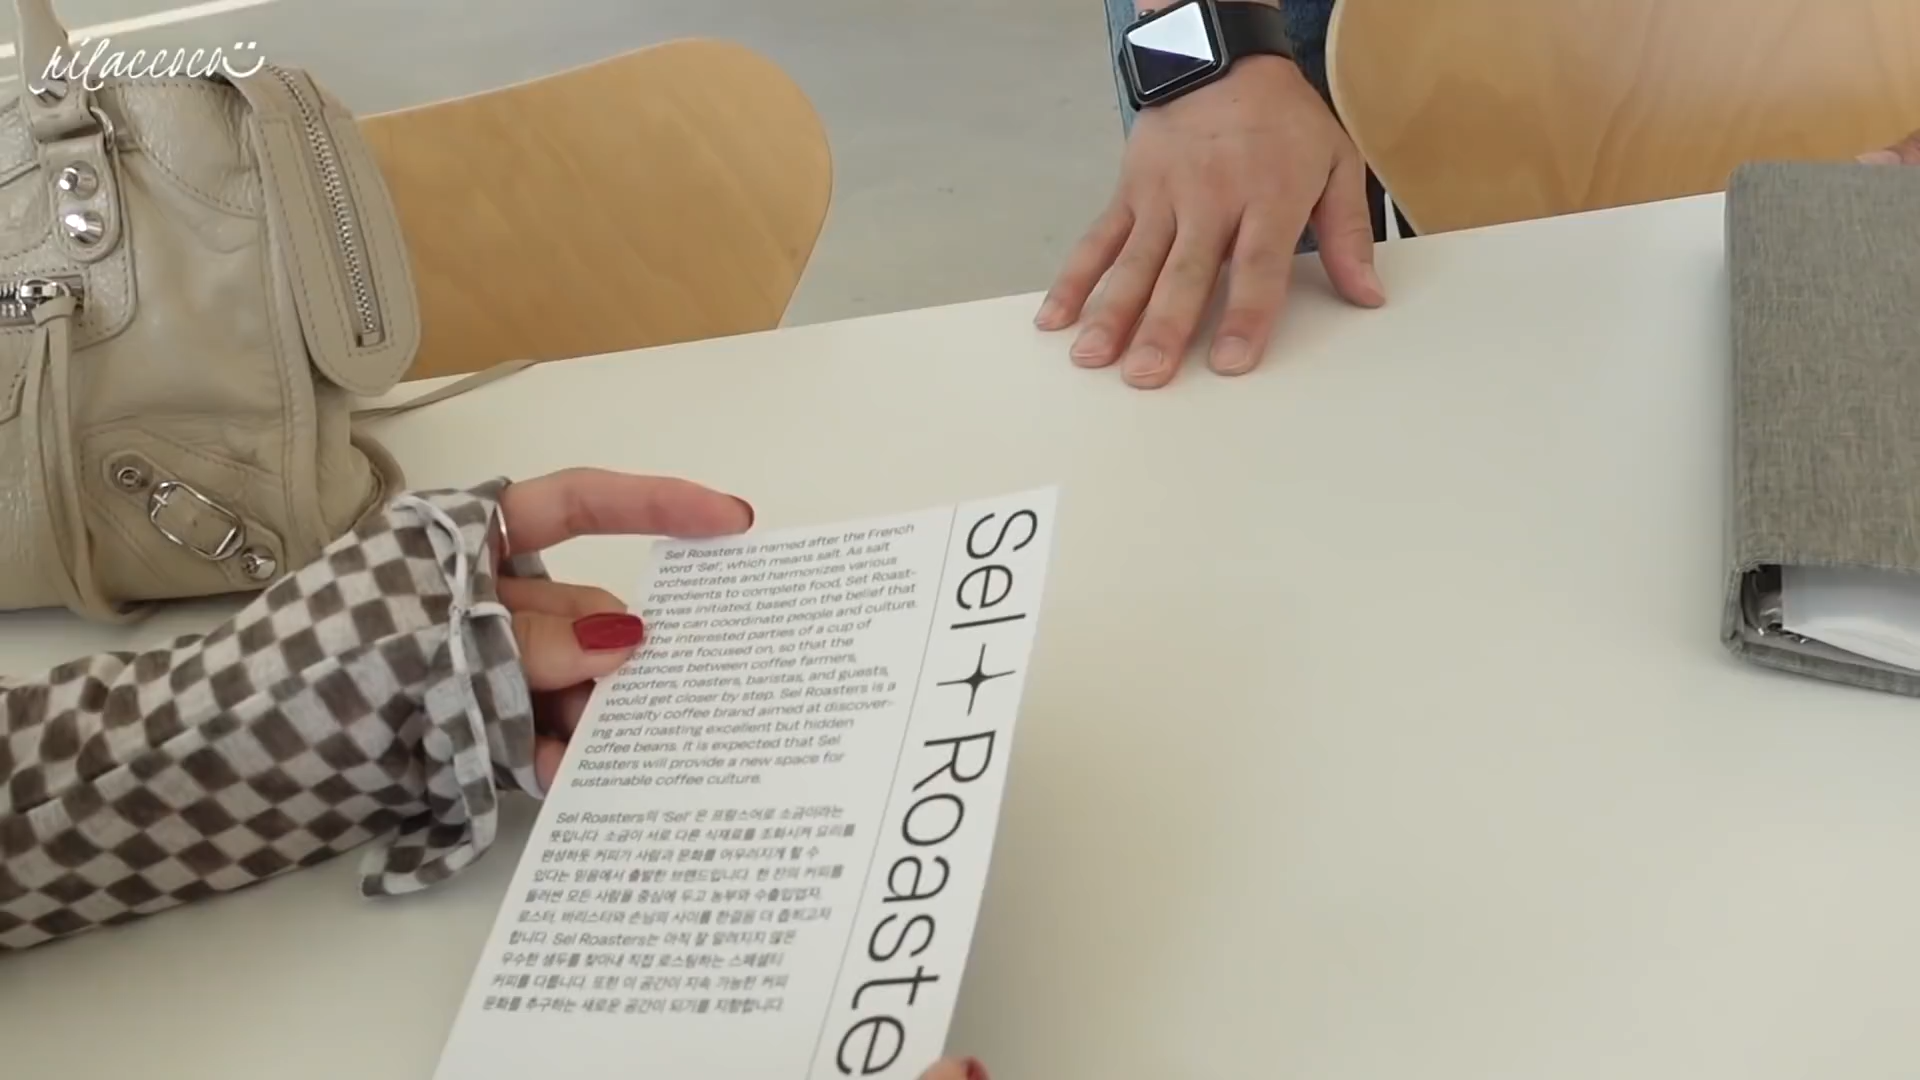 rilaccoco
Sel Roasters is named after the French
word 'Sel', which means salt. As salt
orchestrates and harmonizes various
ingredients to complete food, Sel Roast-
ers was initiated, based on the belief that
coffee can coordinate people and culture.
the interested parties of a cup of
coffee are focused on, so that the
distances between coffee farmers,
exporters, roasters, baristas, and guests,
would get closer by step. Sel Roasters is a
specialty coffee brand aimed at discover-
ing and roasting excellent but hidden
coffee beans. It is expected that Sel
Roasters will provide a new space for
sustainable coffee culture.
Sel Roasters의 'Sel' 은 프랑스어로 소금이라는
뜻입니다. 소금이 서로 다른 식재료를 조화시켜 요리를
완성하듯 커피가 사람과 문화를 어우러지게 할 수
있다는 믿음에서 출발한 브랜드입니다. 한 잔의 커피를
둘러싼 모든 사람을 중심에 두고 농부와 수출입업자,
로스터, 바리스타와 손님의 사이를 한걸음 더 좁히고자
합니다. Sel Roasters는 아직 잘 알려지지 않은
우수한 생두를 찾아내 직접 로스팅하는 스페셜티
커피를 다룹니다. 또한 이 공간이 지속 가능한 커피
문화를 추구하는 새로운 공간이 되기를 지향합니다.
Sel Roaste